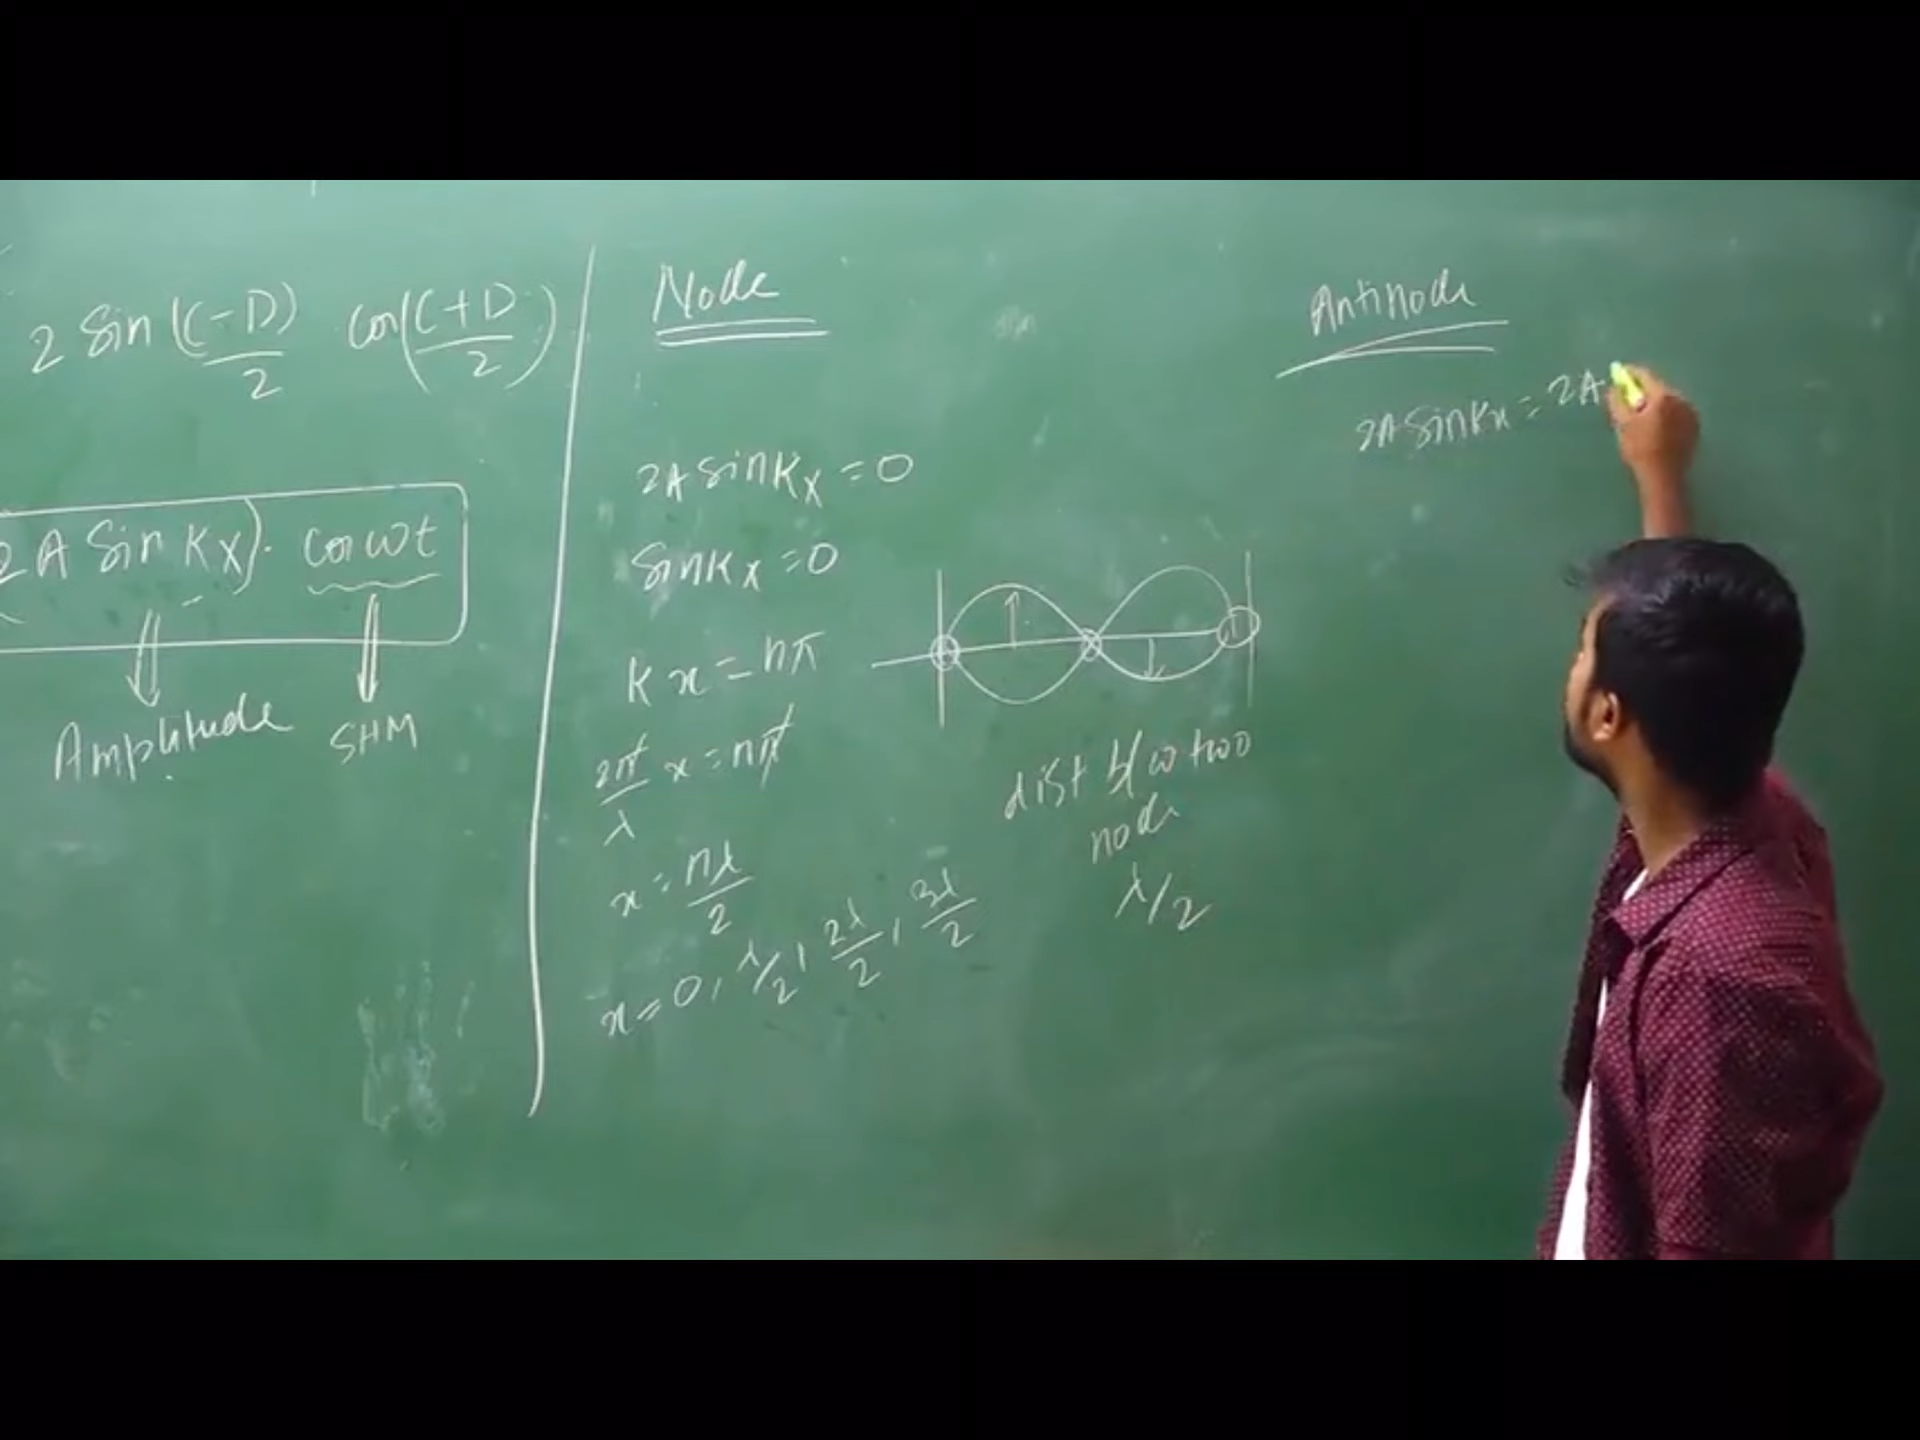 2 Sin (C-D)/2 cos(C+D/2)
(2A Sin Kx). cos ωt
Amplitude
SHM
Node
2A sin Kx = 0
sin Kx = 0
K x = nπ
2π/λ x = nπ
x = nλ/2
x = 0, λ/2, 2λ/2, 3λ/2
dist b/w two
node
λ/2
Antinode
2A Sin Kx = 2A